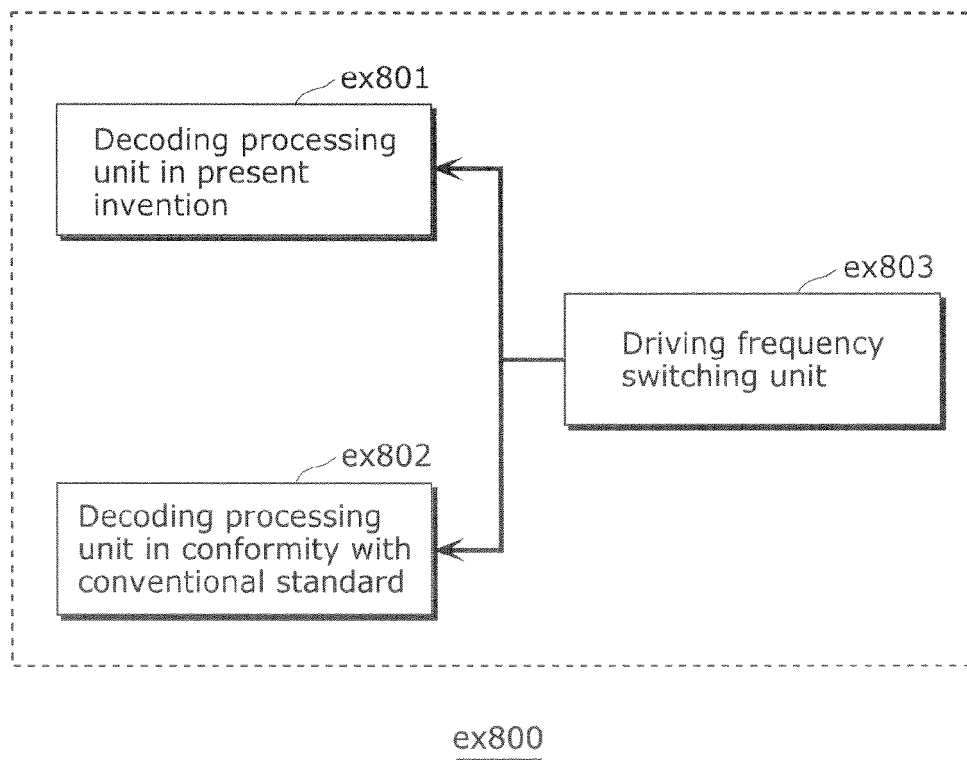 ex801
Decoding processing
unit in present
invention
ex803
Driving frequency
switching unit
ex802
Decoding processing
unit in conformity with
conventional standard
ex800